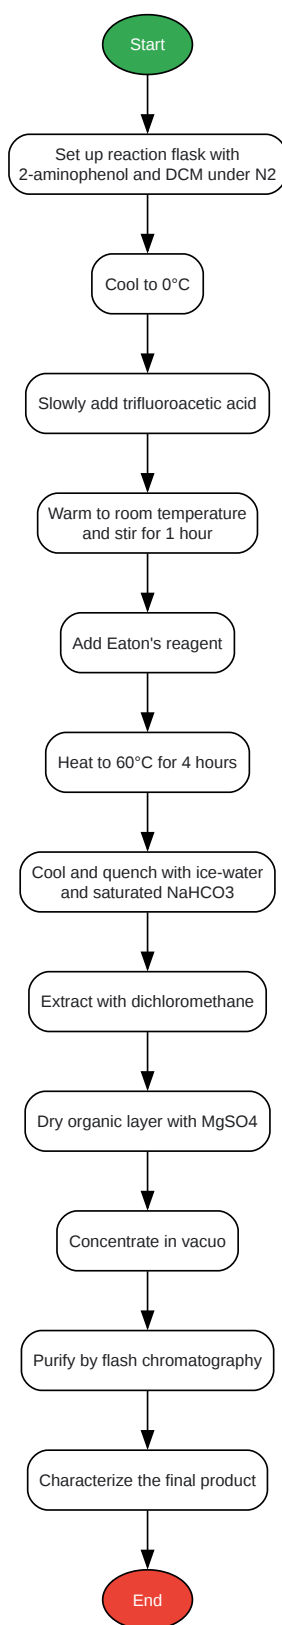 Start
Set up reaction flask with
2-aminophenol and DCM under N2
Cool to 0°C
Slowly add trifluoroacetic acid
Warm to room temperature
and stir for 1 hour
Add Eaton's reagent
Heat to 60°C for 4 hours
Cool and quench with ice-water
and saturated NaHCO3
Extract with dichloromethane
Dry organic layer with MgSO4
Concentrate in vacuo
Purify by flash chromatography
Characterize the final product
End